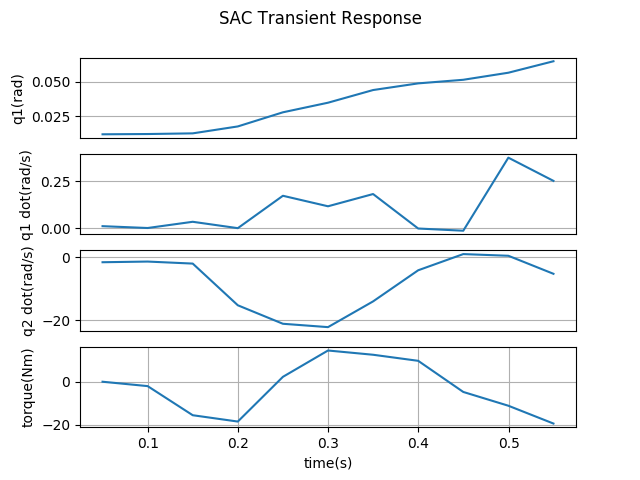 SAC Transient Response
q1(rad)
0.050
0.025
q1 dot(rad/s)
0.25
0.00
q2 dot(rad/s)
0
−20
torque(Nm)
0
−20
0.1 0.2 0.3 0.4 0.5
time(s)